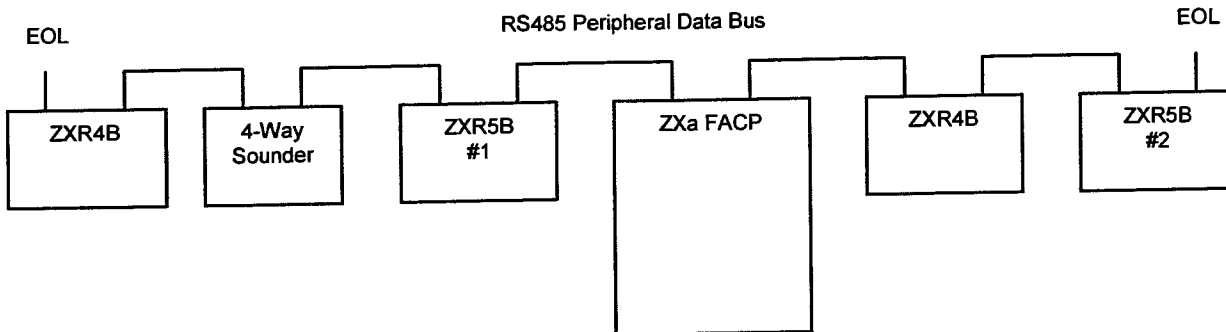 RS485 Peripheral Data Bus
EOL
EOL
ZXR4B
4-Way
Sounder
ZXR5B
#1
ZXa FACP
ZXR4B
ZXR5B
#2